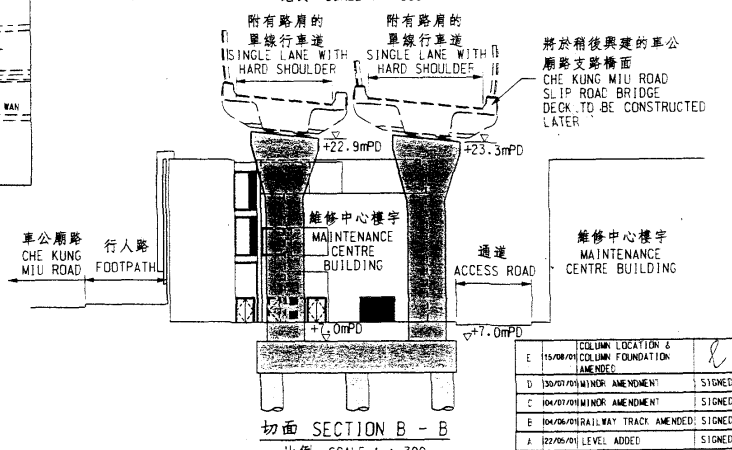 附有路肩的
單線行車道
SINGLE LANE WITH
HARD SHOULDER
附有路肩的
單線行車道
SINGLE LANE WITH
HARD SHOULDER
將於稍後興建的車公
廟路支路橋面
CHE KUNG MIU ROAD
SLIP ROAD BRIDGE
DECK TO BE CONSTRUCTED
LATER
WAN
+22.9mPD
+23.3mPD
車公廟路
CHE KUNG
MIU ROAD
行人路
FOOTPATH
維修中心樓宇
MAINTENANCE
CENTRE
BUILDING
通道
ACCESS ROAD
維修中心樓宇
MAINTENANCE
CENTRE BUILDING
+7.0mPD
+7.0mPD
E 15/08/01 COLUMN LOCATION & COLUMN FOUNDATION AMENDED
D 30/07/01 MINOR AMENDMENT SIGNED
C 04/07/01 MINOR AMENDMENT SIGNED
B 04/06/01 RAILWAY TRACK AMENDED SIGNED
A 22/05/01 LEVEL ADDED SIGNED
切面 SECTION B - B